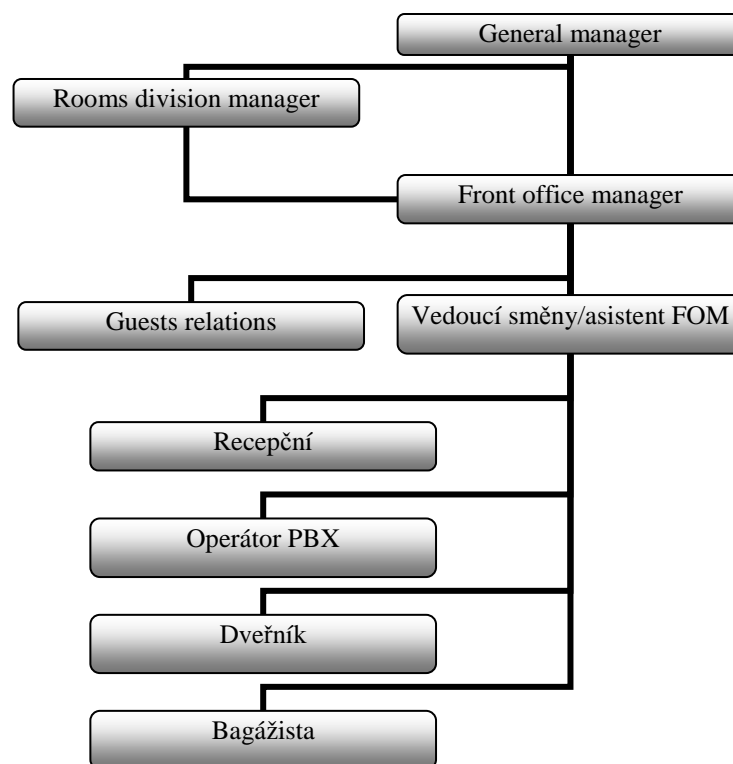 General manager
Rooms division manager
Front office manager
Guests relations
Vedoucí směny/asistent FOM
Recepční
Operátor PBX
Dveřník
Bagážista